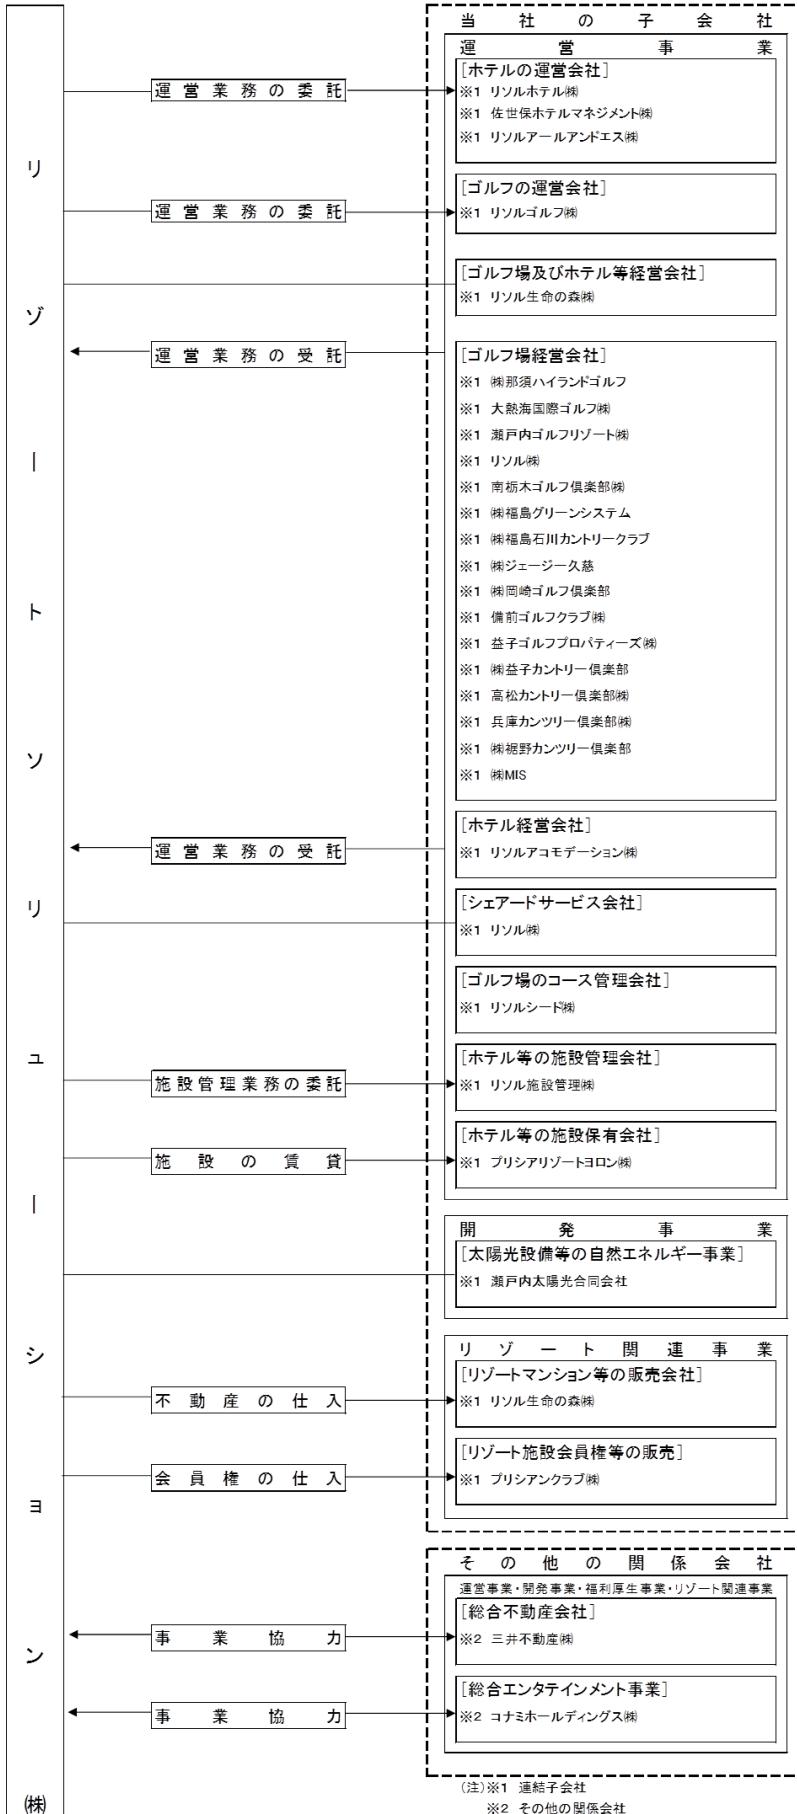 リゾートソリューション㈱
当社の子会社
運営事業
運営業務の委託
[ホテルの運営会社]
※1 リソルホテル㈱
※1 佐世保ホテルマネジメント㈱
※1 リソルアールアンドエス㈱
運営業務の委託
[ゴルフの運営会社]
※1 リソルゴルフ㈱
[ゴルフ場及びホテル等経営会社]
※1 リソル生命の森㈱
運営業務の受託
[ゴルフ場経営会社]
※1 ㈱那須ハイランドゴルフ
※1 大熱海国際ゴルフ㈱
※1 瀬戸内ゴルフリゾート㈱
※1 リソル㈱
※1 南栃木ゴルフ倶楽部㈱
※1 ㈱福島グリーンシステム
※1 ㈱福島石川カントリークラブ
※1 ㈱ジェージー久慈
※1 ㈱岡崎ゴルフ倶楽部
※1 備前ゴルフクラブ㈱
※1 益子ゴルフプロパティーズ㈱
※1 ㈱益子カントリー倶楽部
※1 高松カントリー倶楽部㈱
※1 兵庫カンツリー倶楽部㈱
※1 ㈱裾野カンツリー倶楽部
※1 ㈱MIS
運営業務の受託
[ホテル経営会社]
※1 リソルアコモデーション㈱
[シェアードサービス会社]
※1 リソル㈱
[ゴルフ場のコース管理会社]
※1 リソルシード㈱
施設管理業務の委託
[ホテル等の施設管理会社]
※1 リソル施設管理㈱
施設の賃貸
[ホテル等の施設保有会社]
※1 プリシアリゾートヨロン㈱
開発事業
[太陽光設備等の自然エネルギー事業]
※1 瀬戸内太陽光合同会社
リゾート関連事業
不動産の仕入
[リゾートマンション等の販売会社]
※1 リソル生命の森㈱
会員権の仕入
[リゾート施設会員権等の販売]
※1 プリシアンクラブ㈱
その他の関係会社
運営事業・開発事業・福利厚生事業・リゾート関連事業
事業協力
[総合不動産会社]
※2 三井不動産㈱
事業協力
[総合エンタテインメント事業]
※2 コナミホールディングス㈱
(注)※1 連結子会社
※2 その他の関係会社